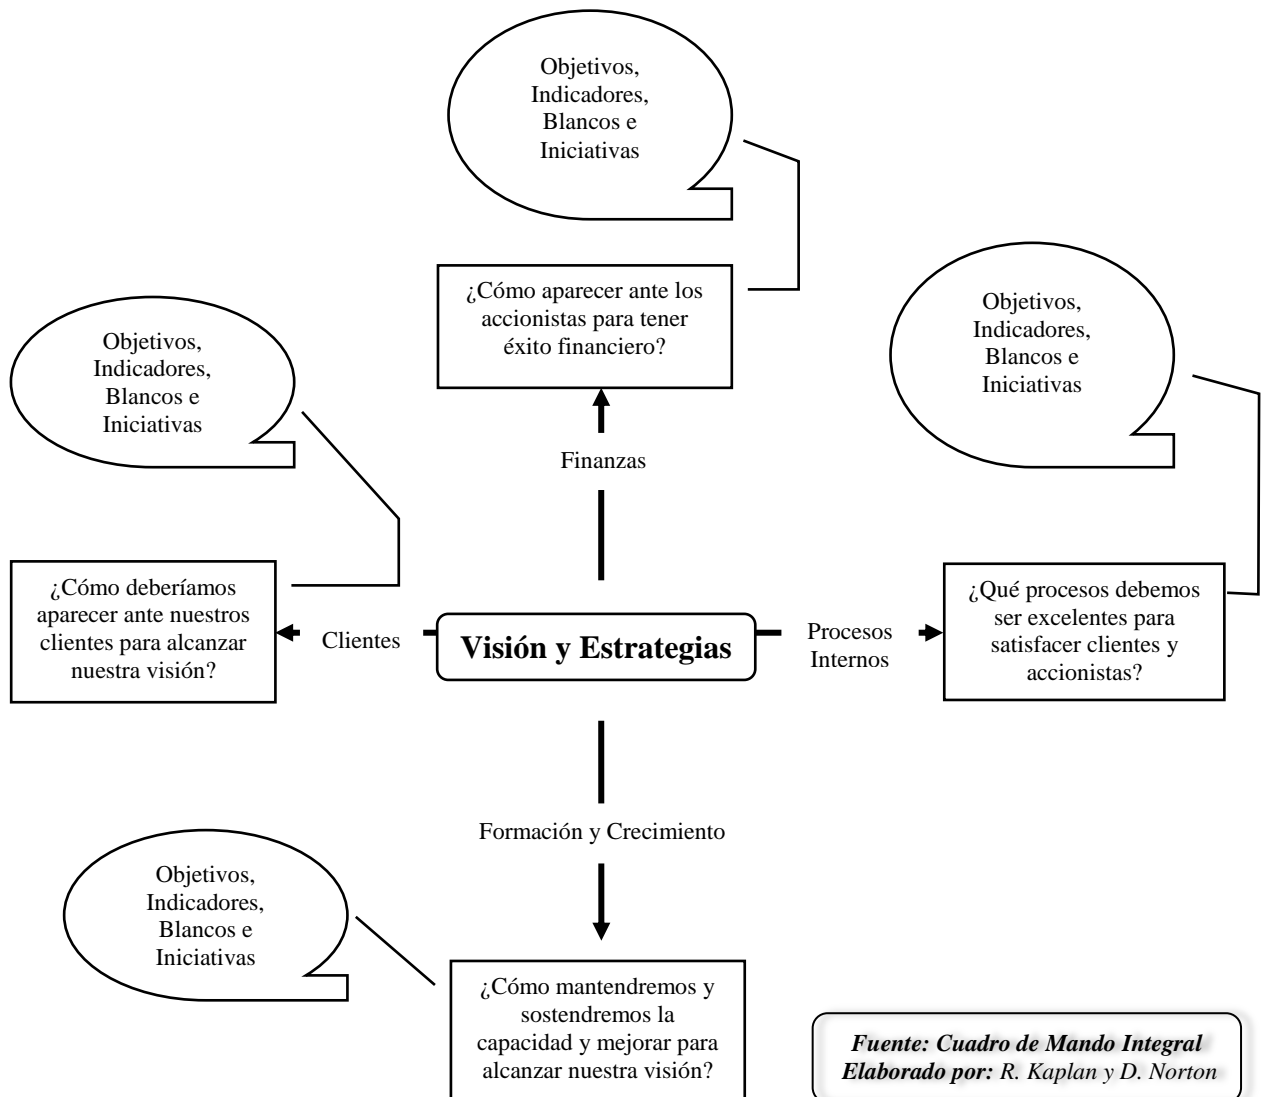 Objetivos,
Indicadores,
Blancos e
Iniciativas
¿Cómo aparecer ante los
accionistas para tener
éxito financiero?
Objetivos,
Indicadores,
Blancos e
Iniciativas
Objetivos,
Indicadores,
Blancos e
Iniciativas
Finanzas
¿Cómo deberíamos
aparecer ante nuestros
clientes para alcanzar
nuestra visión?
Clientes
Visión y Estrategias
Procesos
Internos
¿Qué procesos debemos
ser excelentes para
satisfacer clientes y
accionistas?
Formación y Crecimiento
Objetivos,
Indicadores,
Blancos e
Iniciativas
¿Cómo mantendremos y
sostendremos la
capacidad y mejorar para
alcanzar nuestra visión?
Fuente: Cuadro de Mando Integral
Elaborado por: R. Kaplan y D. Norton